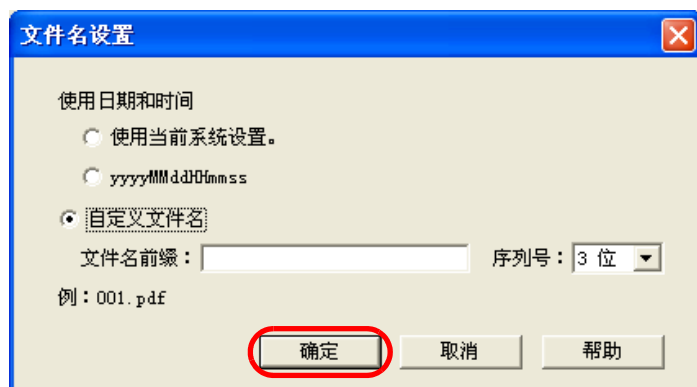 文件名设置
使用日期和时间
使用当前系统设置。
yyyyMMddHHmmss
自定义文件名
文件名前缀： 序列号：3 位
例：001.pdf
确定 取消 帮助